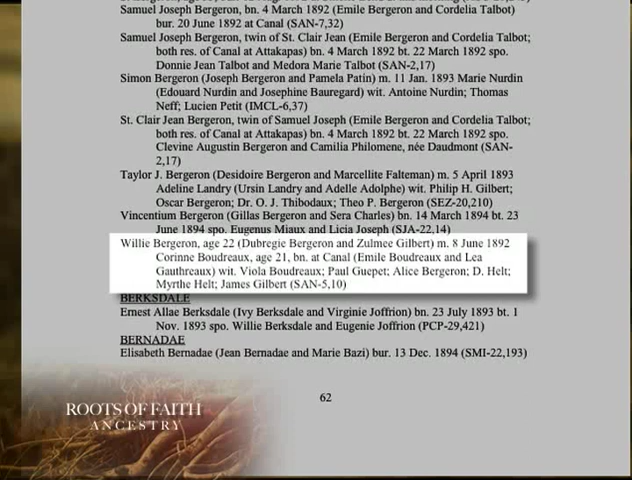 Samuel Joseph Bergeron, bn. 4 March 1892 (Emile Bergeron and Cordelia Talbot)
bur. 20 June 1892 at Canal (SAN-7,32)
Samuel Joseph Bergeron, twin of St. Clair Jean (Emile Bergeron and Cordelia Talbot;
both res. of Canal at Attakapas) bn. 4 March 1892 bt. 22 March 1892 spo.
Donnie Jean Talbot and Medora Marie Talbot (SAN-2,17)
Simon Bergeron (Joseph Bergeron and Pamela Patin) m. 11 Jan. 1893 Marie Nurdin
(Edouard Nurdin and Josephine Bauregard) wit. Antoine Nurdin; Thomas
Neff; Lucien Petit (IMCL-6,37)
St. Clair Jean Bergeron, twin of Samuel Joseph (Emile Bergeron and Cordelia Talbot;
both res. of Canal at Attakapas) bn. 4 March 1892 bt. 22 March 1892 spo.
Clevine Augustin Bergeron and Camilia Philomene, née Daudmont (SAN-
2,17)
Taylor J. Bergeron (Desidoire Bergeron and Marcellite Falteman) m. 5 April 1893
Adeline Landry (Ursin Landry and Adelle Adolphe) wit. Philip H. Gilbert;
Oscar Bergeron; Dr. O. J. Thibodaux; Theo P. Bergeron (SEZ-20,210)
Vincentium Bergeron (Gillas Bergeron and Sera Charles) bn. 14 March 1894 bt. 23
June 1894 spo. Eugenus Miaux and Licia Joseph (SJA-22,14)
Willie Bergeron, age 22 (Dubregie Bergeron and Zulmee Gilbert) m. 8 June 1892
Corinne Boudreaux, age 21, bn. at Canal (Emile Boudreaux and Lea
Gauthreaux) wit. Viola Boudreaux; Paul Guepet; Alice Bergeron; D. Helt;
Myrthe Helt; James Gilbert (SAN-5,10)
BERKSDALE
Ernest Allae Berksdale (Ivy Berksdale and Virginie Joffrion) bn. 23 July 1893 bt. 1
Nov. 1893 spo. Willie Berksdale and Eugenie Joffrion (PCP-29,421)
BERNADAE
Elisabeth Bernadae (Jean Bernadae and Marie Bazi) bur. 13 Dec. 1894 (SMI-22,193)
62
ROOTS OF FAITH
ANCESTRY